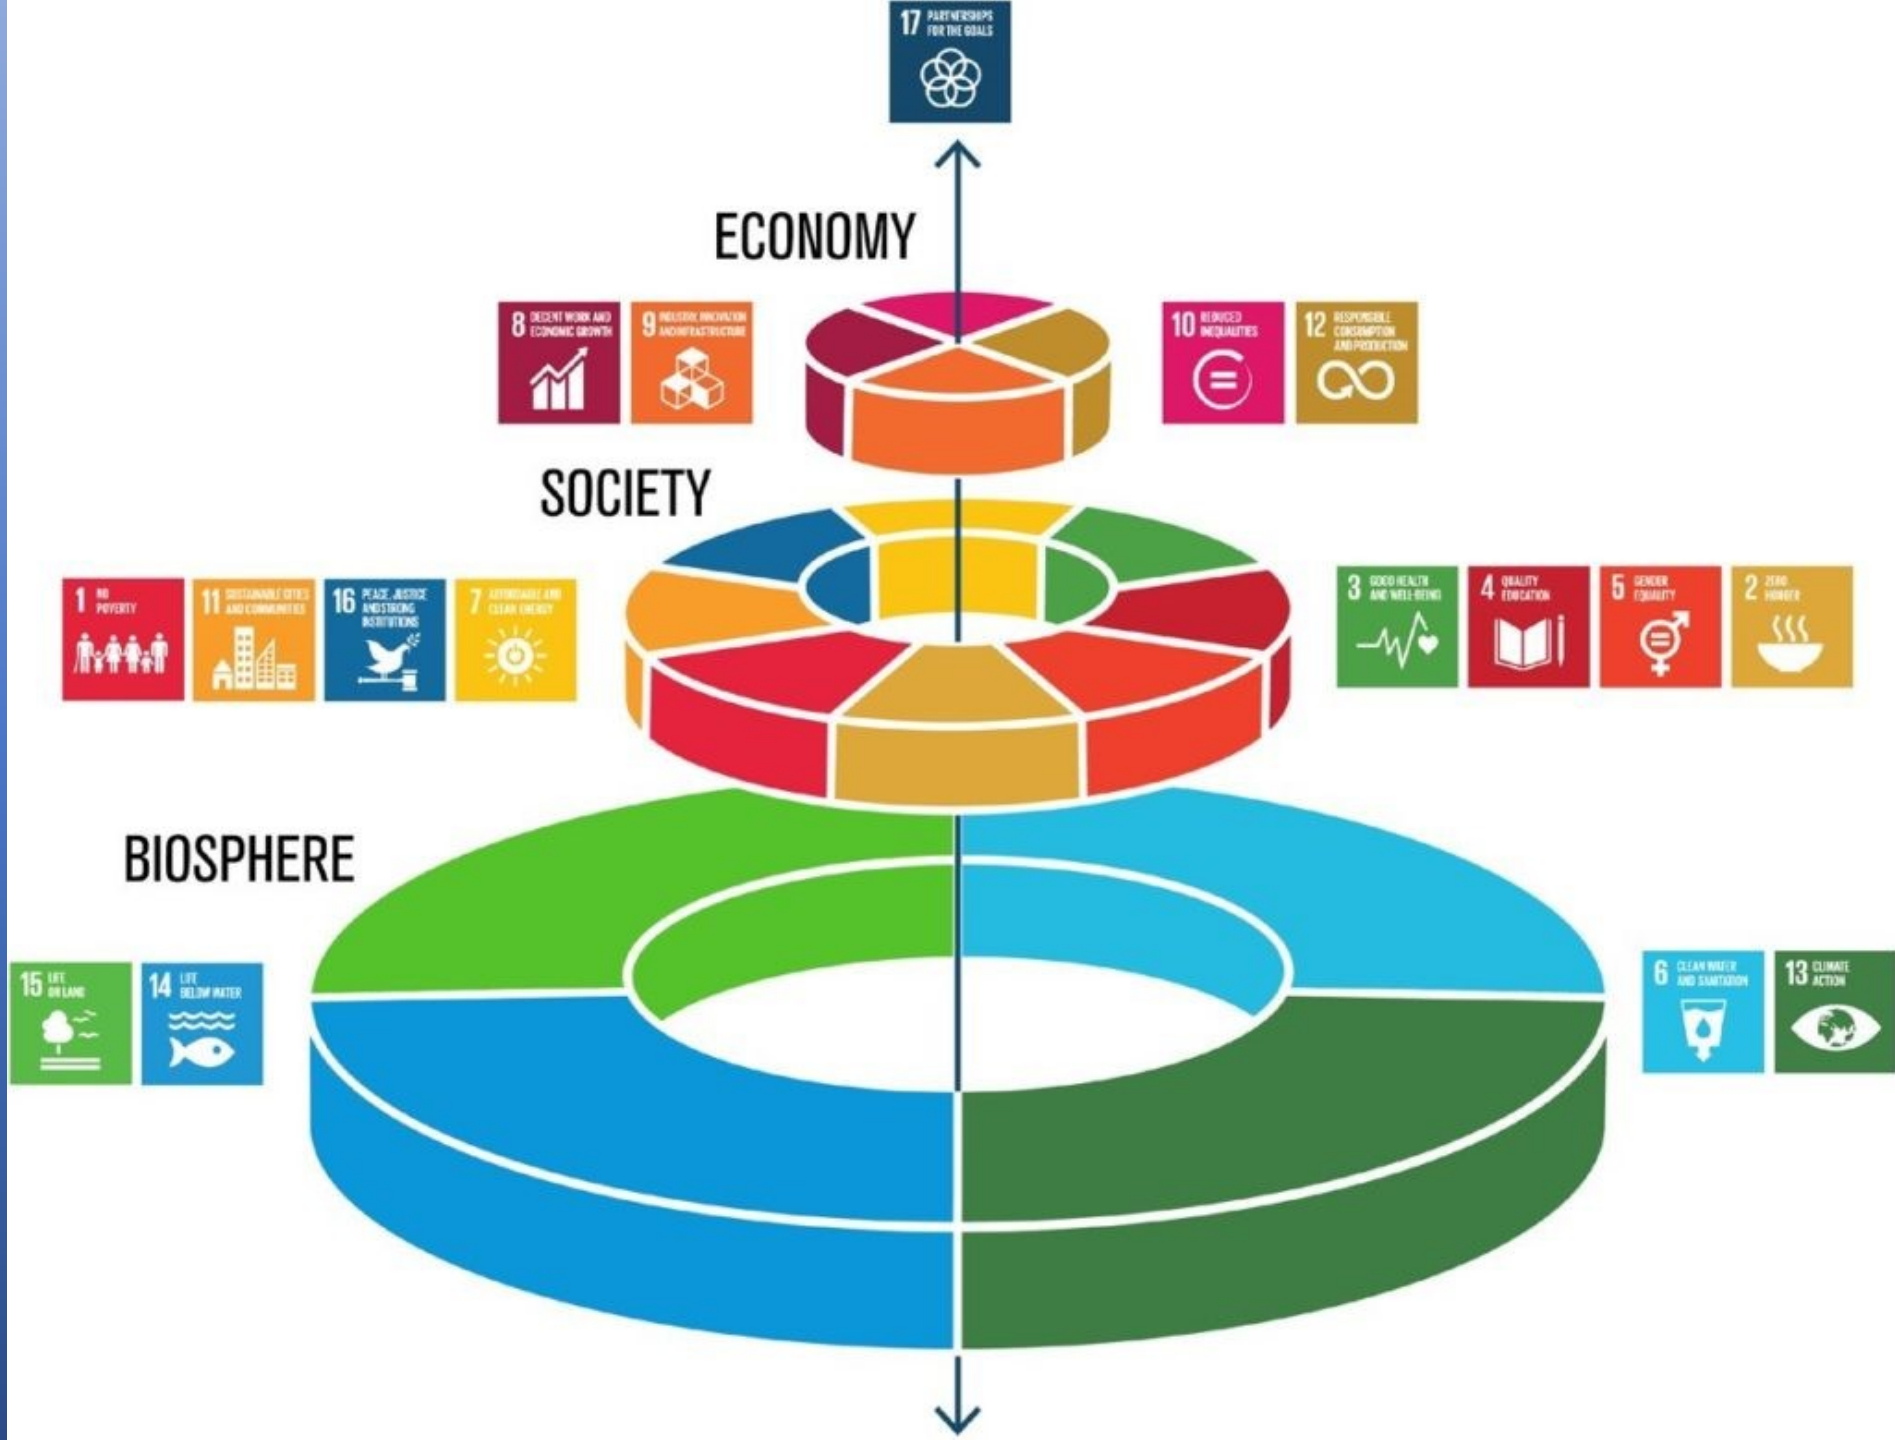 17 PARTNERSHIPS
FOR THE GOALS
ECONOMY
8 DECENT WORK AND
ECONOMIC GROWTH
9 INDUSTRY, INNOVATION
AND INFRASTRUCTURE
10 REDUCED
INEQUALITIES
12 RESPONSIBLE
CONSUMPTION
AND PRODUCTION
SOCIETY
1 NO
POVERTY
11 SUSTAINABLE CITIES
AND COMMUNITIES
16 PEACE, JUSTICE
AND STRONG
INSTITUTIONS
7 AFFORDABLE AND
CLEAN ENERGY
3 GOOD HEALTH
AND WELL-BEING
4 QUALITY
EDUCATION
5 GENDER
EQUALITY
2 ZERO
HUNGER
BIOSPHERE
15 LIFE
ON LAND
14 LIFE
BELOW WATER
6 CLEAN WATER
AND SANITATION
13 CLIMATE
ACTION